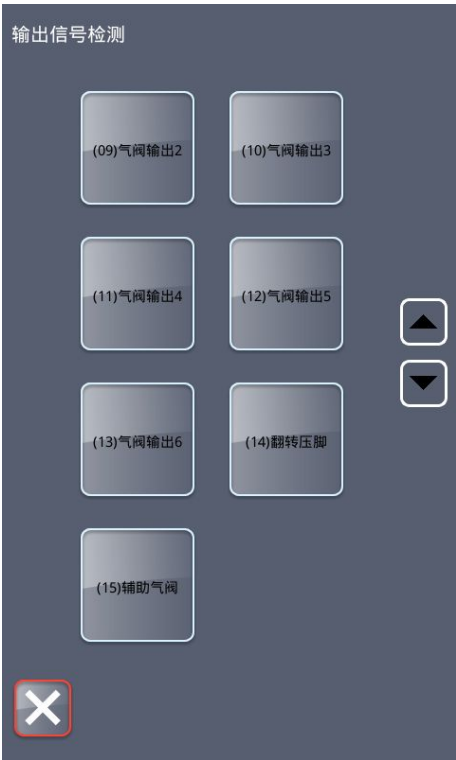 输出信号检测
(09)气阀输出2
(10)气阀输出3
(11)气阀输出4
(12)气阀输出5
(13)气阀输出6
(14)翻转压脚
(15)辅助气阀